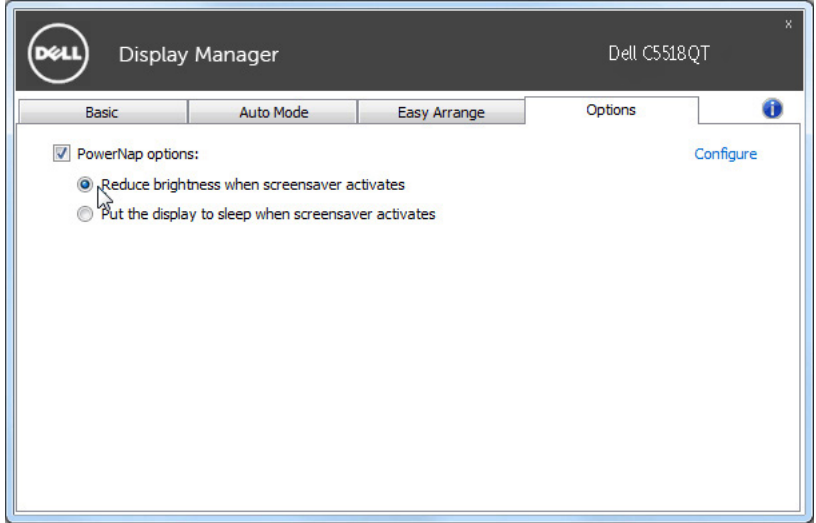 x
DELL Display Manager Dell C5518QT
Basic Auto Mode Easy Arrange Options i
PowerNap options: Configure
Reduce brightness when screensaver activates
Put the display to sleep when screensaver activates